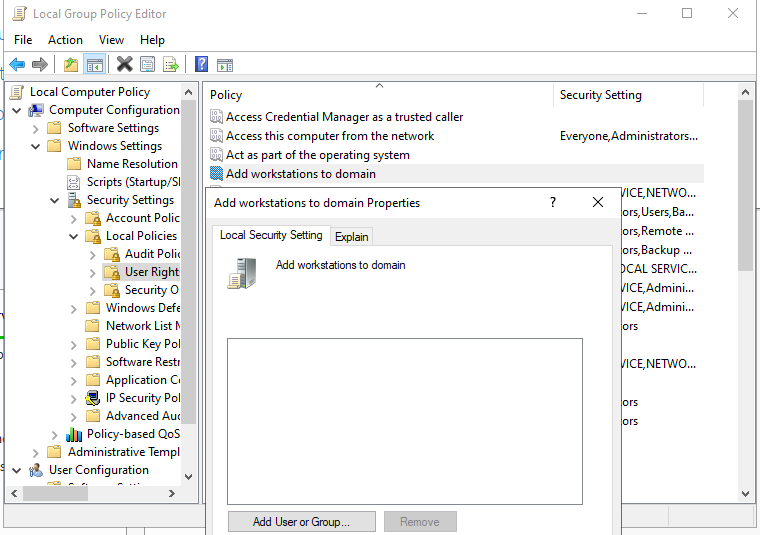 Local Group Policy Editor
File Action View Help
Local Computer Policy
Computer Configuration
Software Settings
Windows Settings
Name Resolution
Scripts (Startup/Sl
Security Settings
Account Polic
Local Policies
Audit Polic
User Right
Security O
Windows Defe
Network List M
Public Key Pol
Software Restr
Application Co
IP Security Pol
Advanced Aud
Policy-based QoS
Administrative Templ
User Configuration
Policy Security Setting
Access Credential Manager as a trusted caller
Access this computer from the network Everyone,Administrators...
Act as part of the operating system
Add workstations to domain
VICE,NETWO...
ors,Users,Ba...
ors,Remote ...
ors,Backup ...
OCAL SERVIC...
VICE,Admini...
VICE,Admini...
ors
VICE,NETWO...
ors
ors
Add workstations to domain Properties ?
Local Security Setting Explain
Add workstations to domain
Add User or Group... Remove